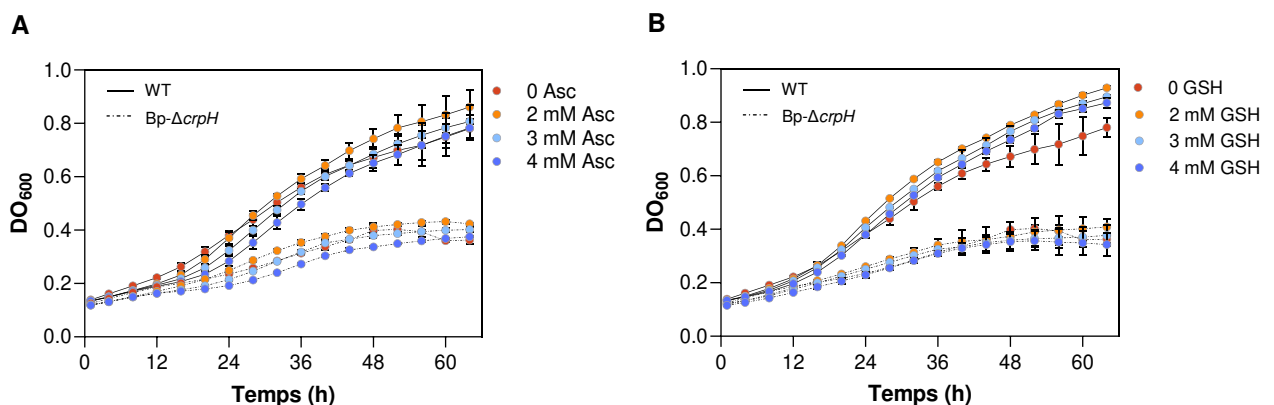 A
DO600
1.0
0.8
0.6
0.4
0.2
0.0
0 12 24 36 48 60
Temps (h)
WT
Bp-ΔcrpH
0 Asc
2 mM Asc
3 mM Asc
4 mM Asc
B
DO600
1.0
0.8
0.6
0.4
0.2
0.0
0 12 24 36 48 60
Temps (h)
WT
Bp-ΔcrpH
0 GSH
2 mM GSH
3 mM GSH
4 mM GSH